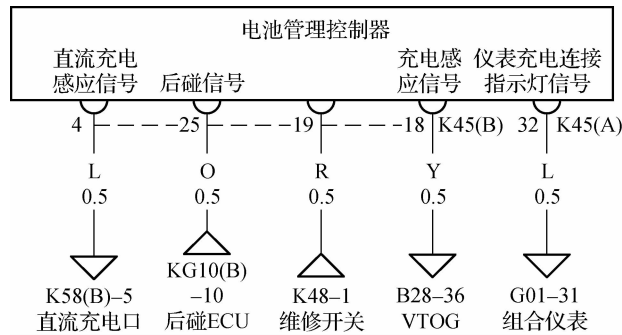 电池管理控制器
直流充电 充电感 仪表充电连接
感应信号 后碰信号 应信号 指示灯信号
4 25 19 18 K45(B) 32 K45(A)
L O R Y L
0.5 0.5 0.5 0.5 0.5
K58(B)–5 KG10(B) K48–1 B28–36 G01–31
–10
直流充电口 后碰ECU 维修开关 VTOG 组合仪表